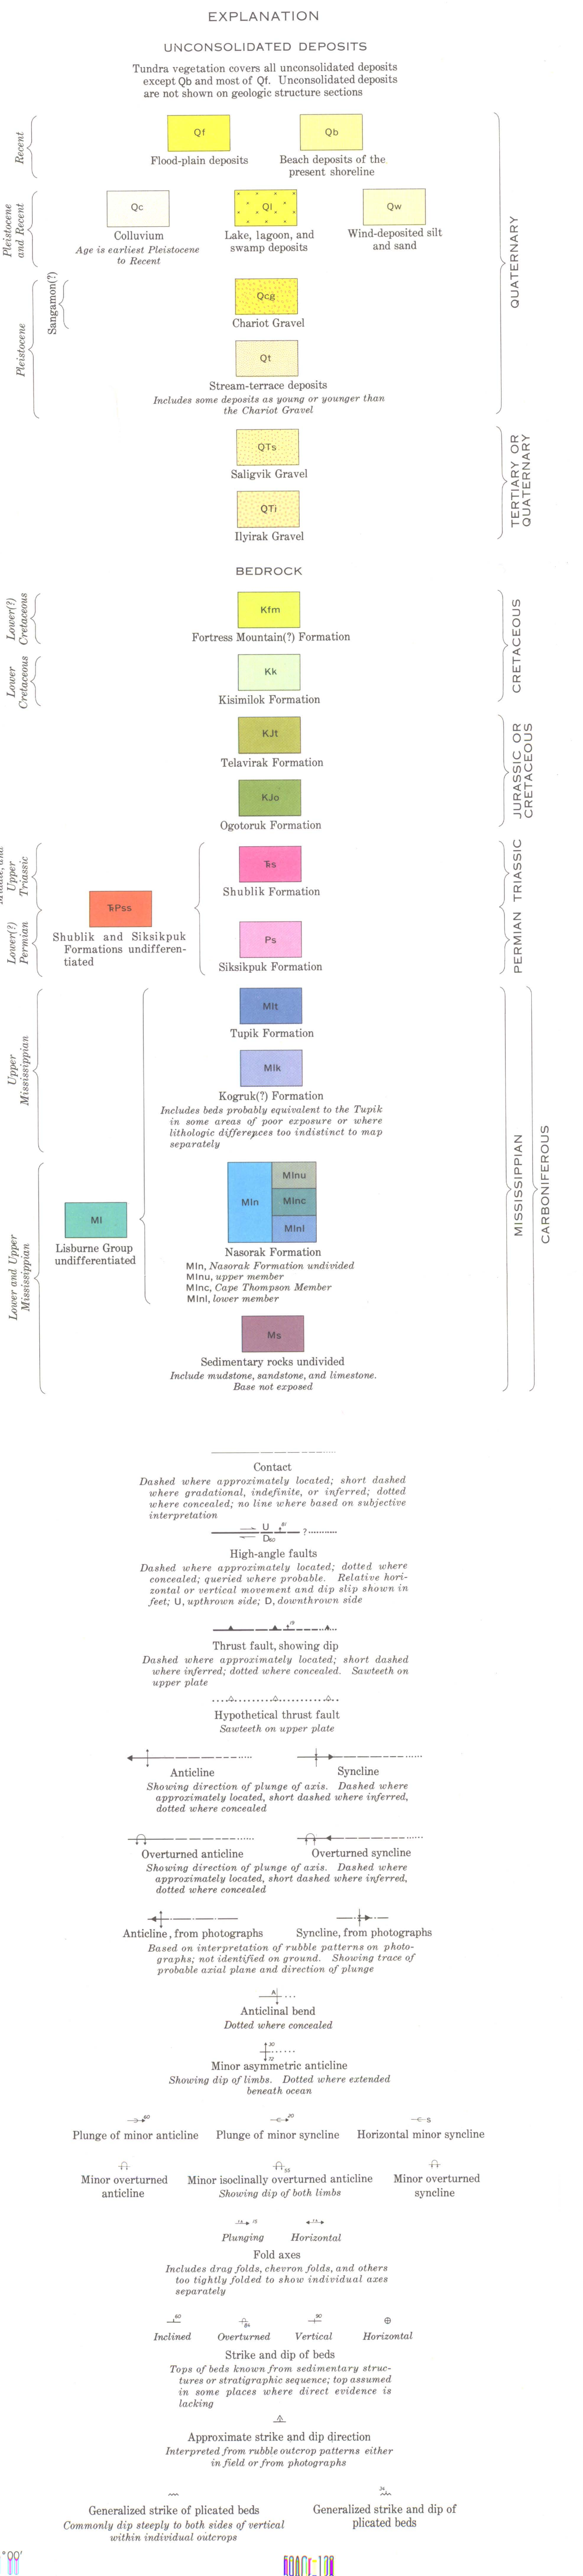 EXPLANATION
UNCONSOLIDATED DEPOSITS
Tundra vegetation covers all unconsolidated deposits
except Qb and most of Qf. Unconsolidated deposits
are not shown on geologic structure sections
Recent
Qf
Flood-plain deposits
Qb
Beach deposits of the
present shoreline
Pleistocene
and Recent
Qc
Colluvium
Age is earliest Pleistocene
to Recent
Ql
Lake, lagoon, and
swamp deposits
Qw
Wind-deposited silt
and sand
QUATERNARY
Pleistocene
Sangamon(?)
Qcg
Chariot Gravel
Qt
Stream-terrace deposits
Includes some deposits as young or younger than
the Chariot Gravel
QTs
Saligvik Gravel
QTi
Ilyirak Gravel
TERTIARY OR
QUATERNARY
BEDROCK
Lower(?)
Cretaceous
Kfm
Fortress Mountain(?) Formation
Lower
Cretaceous
Kk
Kisimilok Formation
CRETACEOUS
KJt
Telavirak Formation
KJo
Ogotoruk Formation
JURASSIC OR
CRETACEOUS
Upper
Triassic
Ŧs
Shublik Formation
TRIASSIC
ŦPss
Shublik and Siksikpuk
Formations undifferen-
tiated
Lower(?)
Permian
Ps
Siksikpuk Formation
PERMIAN
Upper
Mississippian
Mlt
Tupik Formation
Mlk
Kogruk(?) Formation
Includes beds probably equivalent to the Tupik
in some areas of poor exposure or where
lithologic differences too indistinct to map
separately
Lower and Upper
Mississippian
Ml
Lisburne Group
undifferentiated
Mln
Mlnu
Mlnc
Mlnl
Nasorak Formation
Mln, Nasorak Formation undivided
Mlnu, upper member
Mlnc, Cape Thompson Member
Mlnl, lower member
Ms
Sedimentary rocks undivided
Include mudstone, sandstone, and limestone.
Base not exposed
MISSISSIPPIAN
CARBONIFEROUS
Contact
Dashed where approximately located; short dashed
where gradational, indefinite, or inferred; dotted
where concealed; no line where based on subjective
interpretation
U
D80
?
High-angle faults
Dashed where approximately located; dotted where
concealed; queried where probable. Relative hori-
zontal or vertical movement and dip slip shown in
feet; U, upthrown side; D, downthrown side
Thrust fault, showing dip
Dashed where approximately located; short dashed
where inferred; dotted where concealed. Sawteeth on
upper plate
Hypothetical thrust fault
Sawteeth on upper plate
Anticline
Syncline
Showing direction of plunge of axis. Dashed where
approximately located, short dashed where inferred,
dotted where concealed
Overturned anticline
Overturned syncline
Showing direction of plunge of axis. Dashed where
approximately located, short dashed where inferred,
dotted where concealed
Anticline, from photographs
Syncline, from photographs
Based on interpretation of rubble patterns on photo-
graphs; not identified on ground. Showing trace of
probable axial plane and direction of plunge
A
Anticlinal bend
Dotted where concealed
30
72
Minor asymmetric anticline
Showing dip of limbs. Dotted where extended
beneath ocean
60
Plunge of minor anticline
20
Plunge of minor syncline
S
Horizontal minor syncline
Minor overturned
anticline
Minor isoclinally overturned anticline
Showing dip of both limbs
Minor overturned
syncline
15
Plunging
Horizontal
Fold axes
Includes drag folds, chevron folds, and others
too tightly folded to show individual axes
separately
60
Inclined
84
Overturned
90
Vertical
Horizontal
Strike and dip of beds
Tops of beds known from sedimentary struc-
tures or stratigraphic sequence; top assumed
in some places where direct evidence is
lacking
Approximate strike and dip direction
Interpreted from rubble outcrop patterns either
in field or from photographs
Generalized strike of plicated beds
Commonly dip steeply to both sides of vertical
within individual outcrops
Generalized strike and dip of
plicated beds
°00′